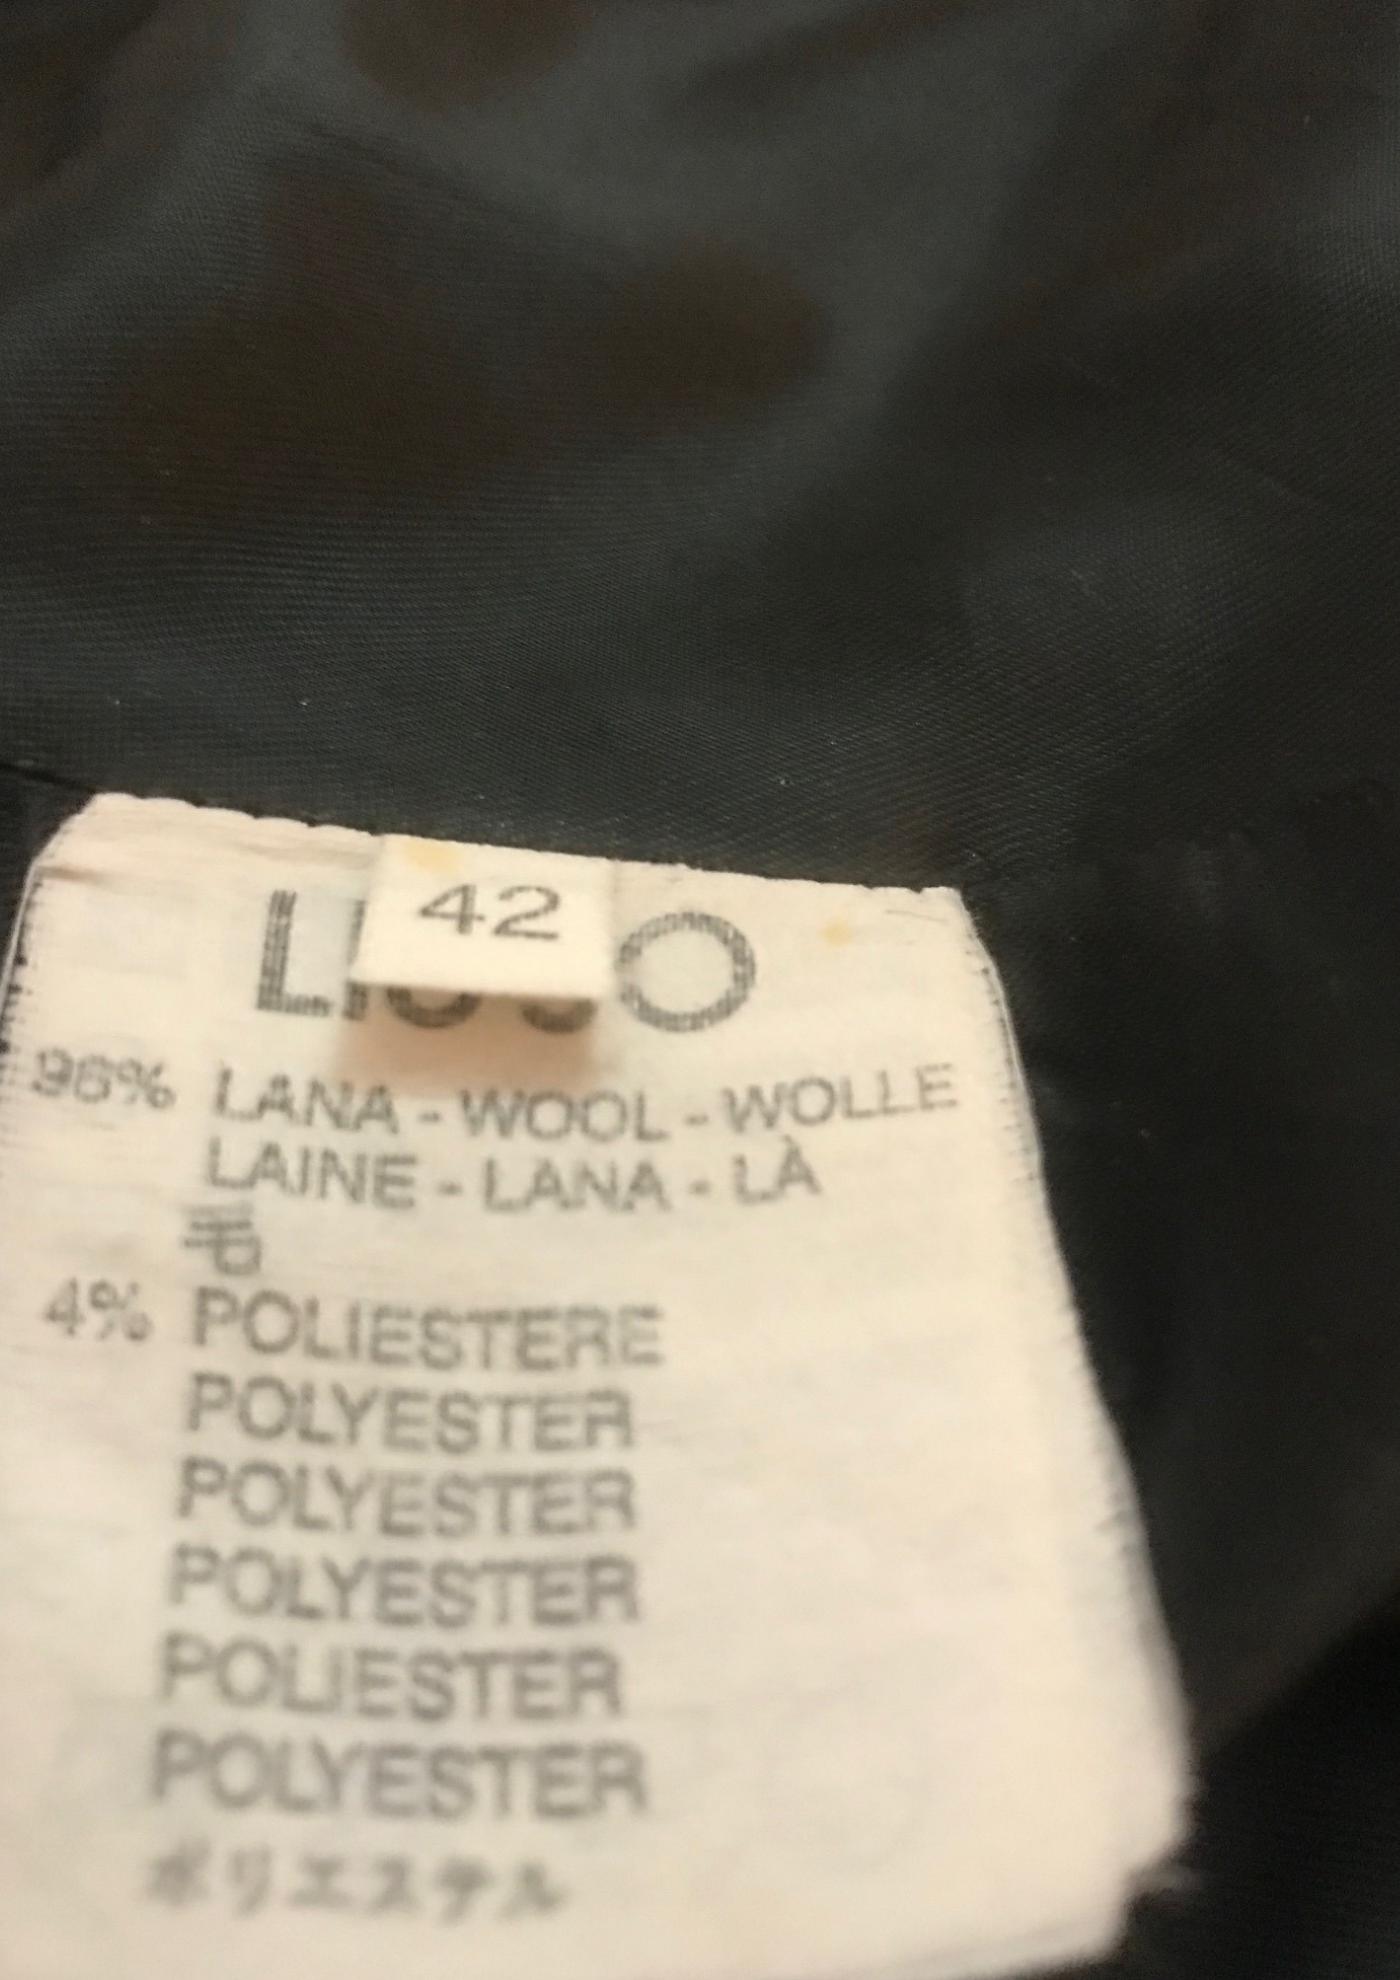 42
96% LANA - WOOL - WOLLE
LAINE - LANA - LÀ
毛
4% POLIESTERE
POLYESTER
POLYESTER
POLYESTER
POLIESTER
POLYESTER
ポリエステル